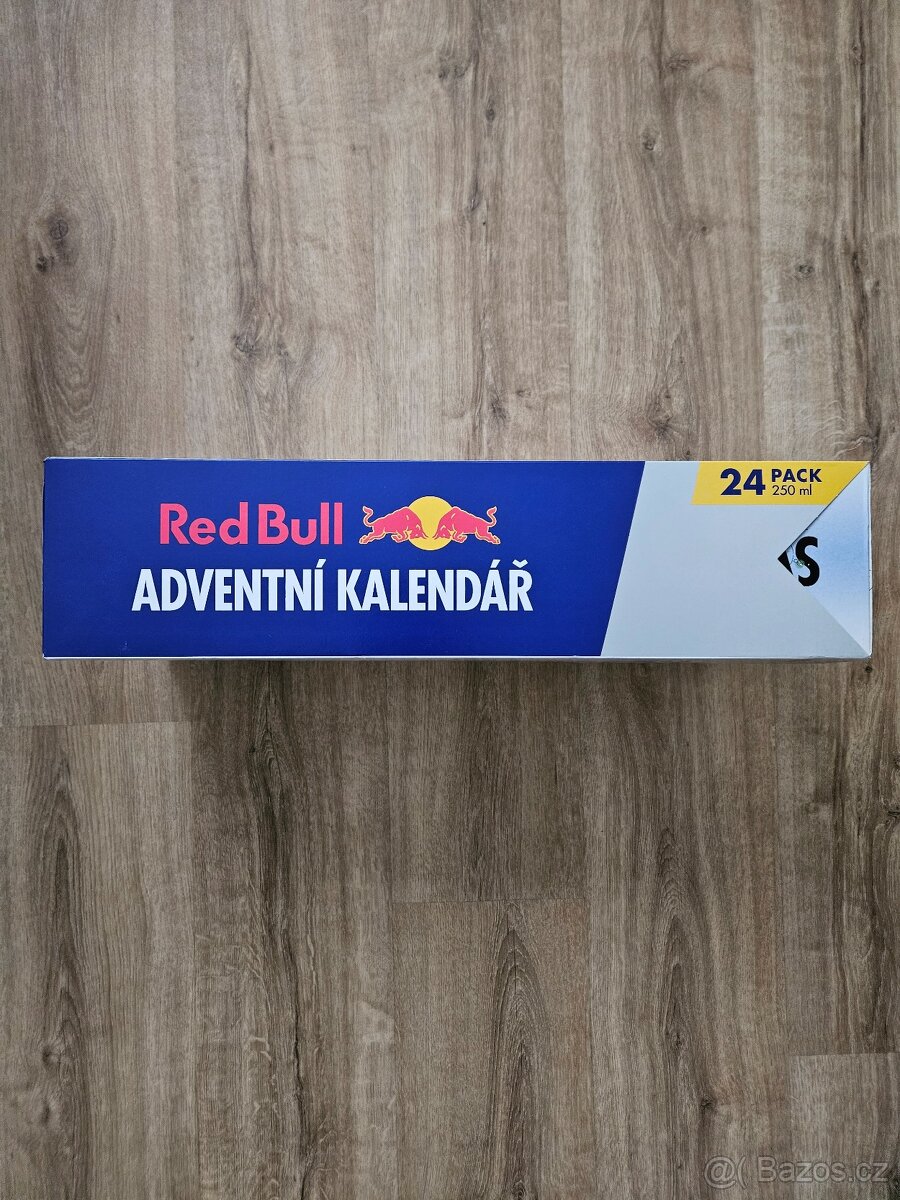 24 PACK
250 ml
Red Bull
S
ADVENTNÍ KALENDÁŘ
@( Bazos.cz